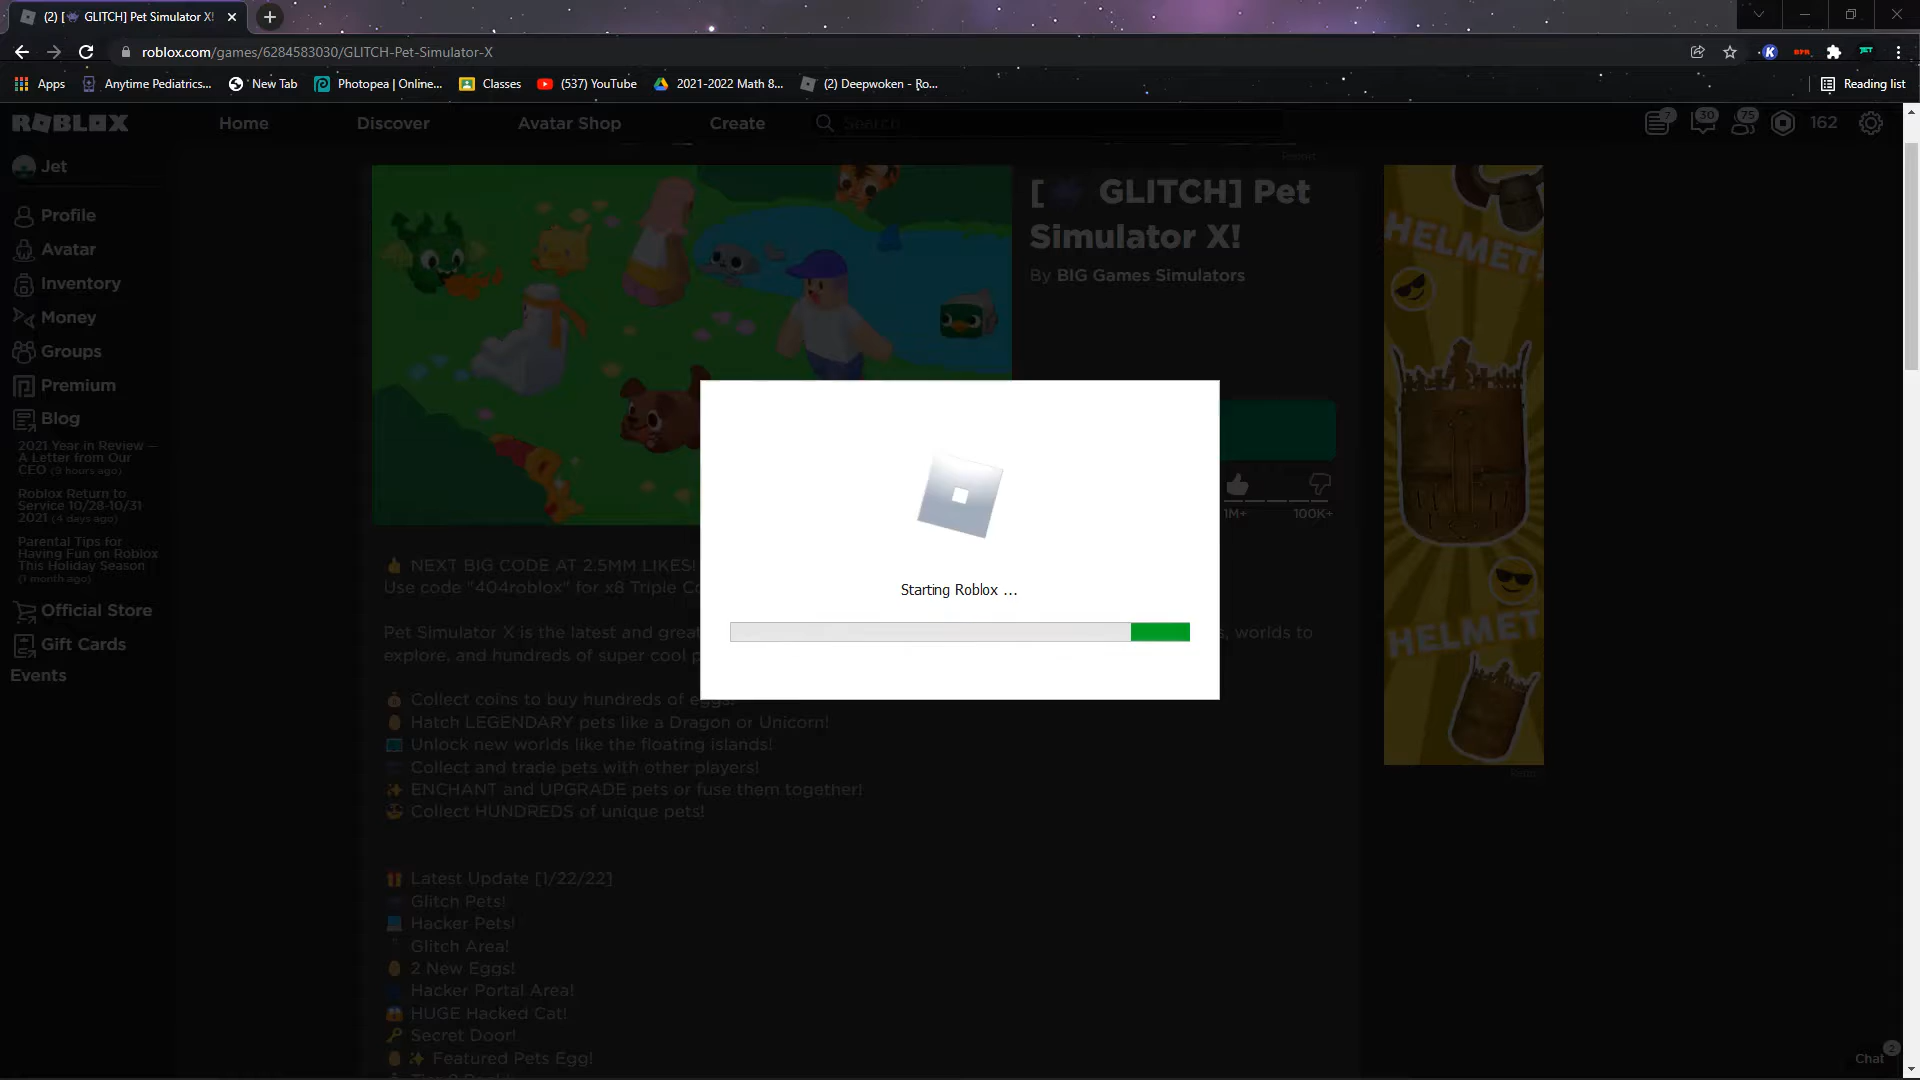 (2) [👾 GLITCH] Pet Simulator X!
roblox.com/games/6284583030/GLITCH-Pet-Simulator-X
Apps
Anytime Pediatrics...
New Tab
Photopea | Online...
Classes
(537) YouTube
2021-2022 Math 8...
(2) Deepwoken - Ro...
Reading list
ROBLOX
Home
Discover
Avatar Shop
Create
Search
7
30
75
162
Jet
Profile
Avatar
Inventory
Money
Groups
Premium
Blog
2021 Year in Review —
A Letter from Our
CEO (9 hours ago)
Roblox Return to
Service 10/28-10/31
2021 (4 days ago)
Parental Tips for
Having Fun on Roblox
This Holiday Season
(1 month ago)
Official Store
Gift Cards
Events
Report
[👾 GLITCH] Pet
Simulator X!
By BIG Games Simulators
1M+
100K+
Starting Roblox ...
👍 NEXT BIG CODE AT 2.5MM LIKES!
Use code "404roblox" for x8 Triple Co
Pet Simulator X is the latest and grea
s, worlds to
explore, and hundreds of super cool p
Collect coins to buy hundreds of eggs!
Hatch LEGENDARY pets like a Dragon or Unicorn!
Unlock new worlds like the floating islands!
Collect and trade pets with other players!
✨ ENCHANT and UPGRADE pets or fuse them together!
Collect HUNDREDS of unique pets!
🎁 Latest Update [1/22/22]
Glitch Pets!
Hacker Pets!
Glitch Area!
2 New Eggs!
Hacker Portal Area!
HUGE Hacked Cat!
Secret Door!
Featured Pets Egg!
HELMET!
HELMET
Chat
2